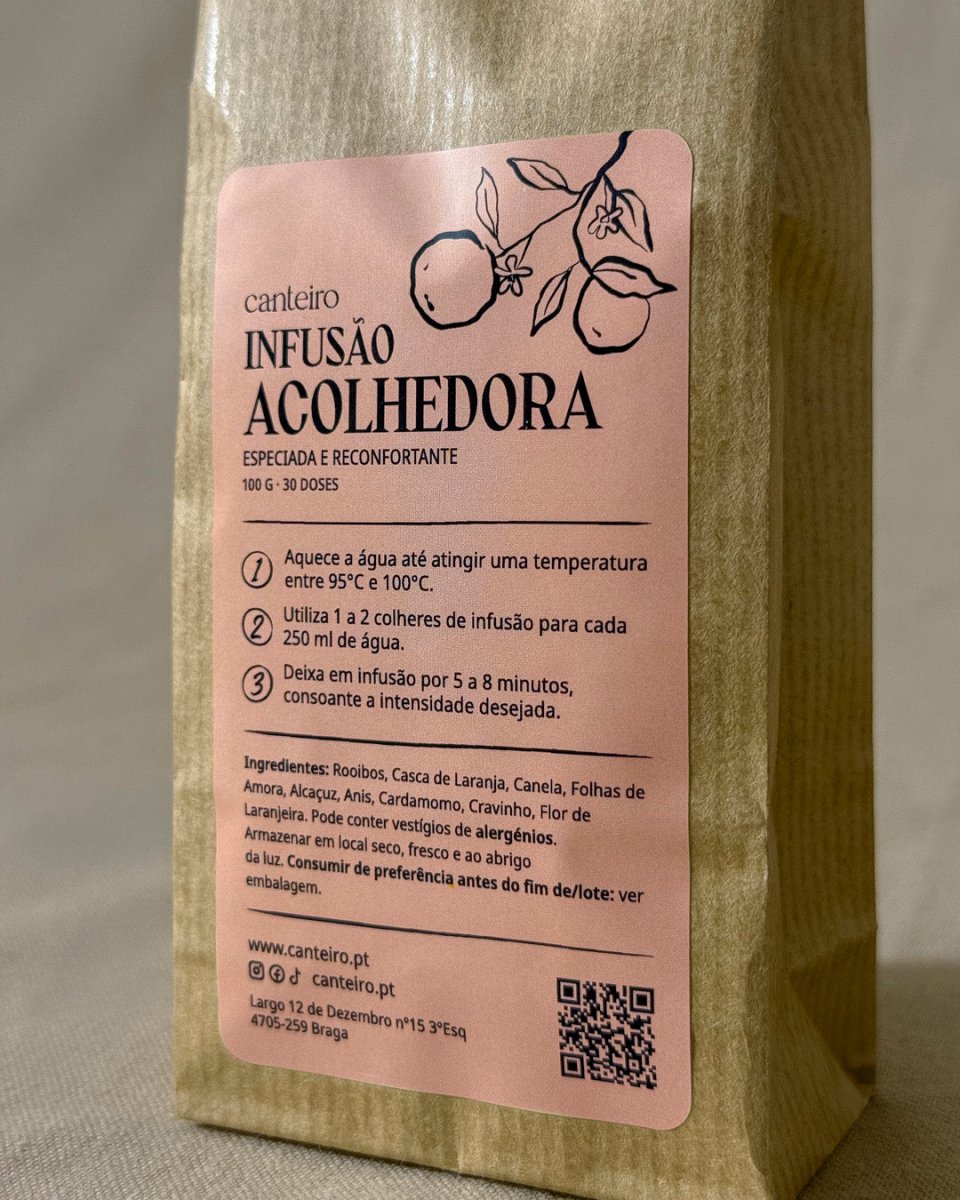 canteiro
INFUSÃO
ACOLHEDORA
ESPECIADA E RECONFORTANTE
100 G · 30 DOSES
1 Aquece a água até atingir uma temperatura
entre 95°C e 100°C.
2 Utiliza 1 a 2 colheres de infusão para cada
250 ml de água.
3 Deixa em infusão por 5 a 8 minutos,
consoante a intensidade desejada.
Ingredientes: Rooibos, Casca de Laranja, Canela, Folhas de
Amora, Alcaçuz, Anis, Cardamomo, Cravinho, Flor de
Laranjeira. Pode conter vestígios de alergénios.
Armazenar em local seco, fresco e ao abrigo
da luz. Consumir de preferência antes do fim de/lote: ver
embalagem.
www.canteiro.pt
canteiro.pt
Largo 12 de Dezembro nº15 3ºEsq
4705-259 Braga